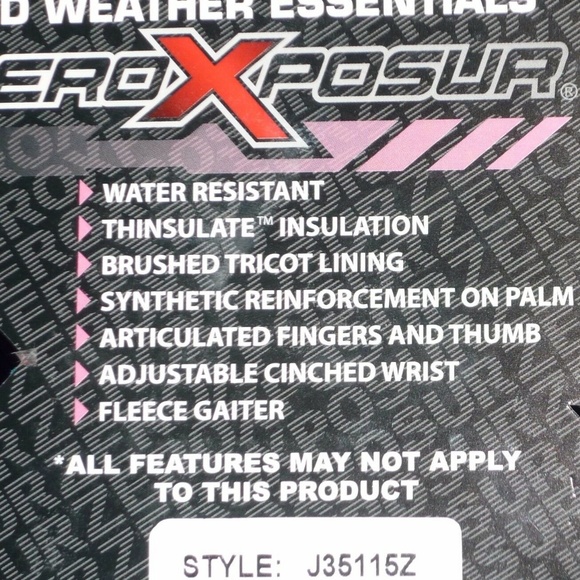 D WEATHER ESSENTIALS
EROXPOSUR®
WATER RESISTANT
THINSULATE™ INSULATION
BRUSHED TRICOT LINING
SYNTHETIC REINFORCEMENT ON PALM
ARTICULATED FINGERS AND THUMB
ADJUSTABLE CINCHED WRIST
FLEECE GAITER
*ALL FEATURES MAY NOT APPLY
TO THIS PRODUCT
STYLE: J35115Z